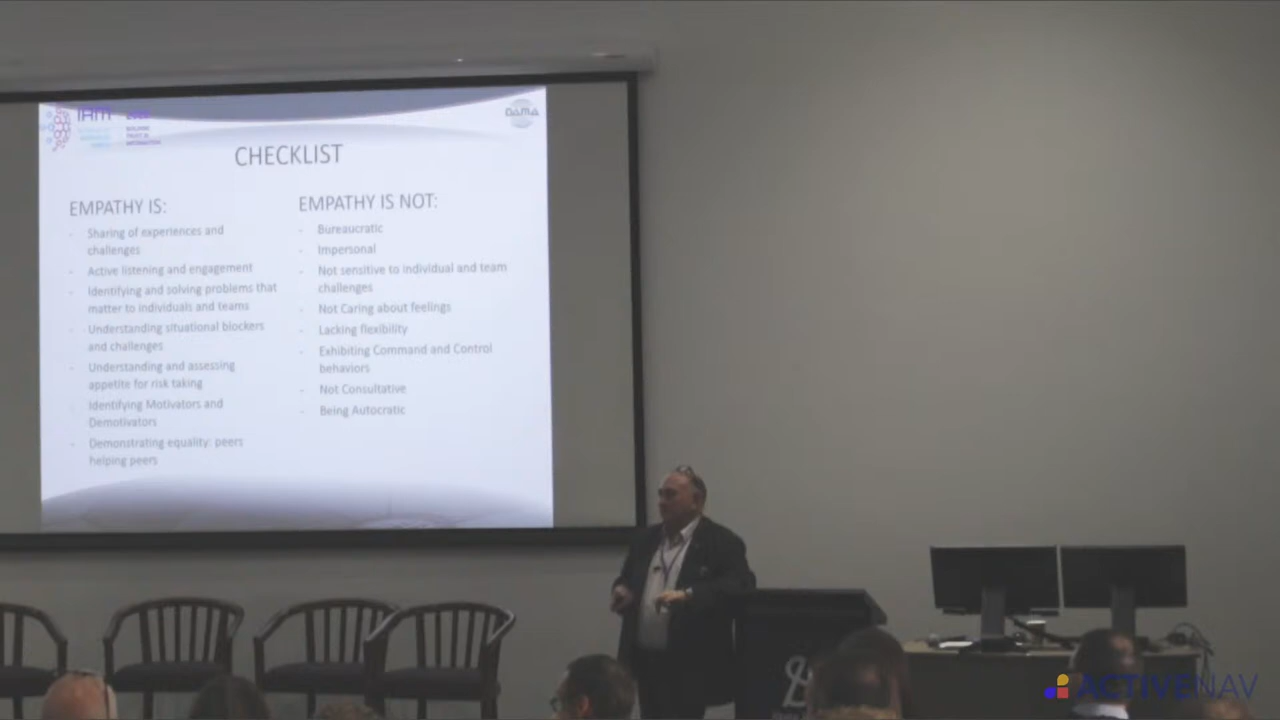 DAMA
CHECKLIST
EMPATHY IS:
- Sharing of experiences and
challenges
- Active listening and engagement
- Identifying and solving problems that
matter to individuals and teams
- Understanding situational blockers
and challenges
- Understanding and assessing
appetite for risk taking
- Identifying Motivators and
Demotivators
- Demonstrating equality: peers
helping peers
EMPATHY IS NOT:
- Bureaucratic
- Impersonal
- Not sensitive to individual and team
challenges
- Not Caring about feelings
- Lacking flexibility
- Exhibiting Command and Control
behaviors
- Not Consultative
- Being Autocratic
ACTIVENAV